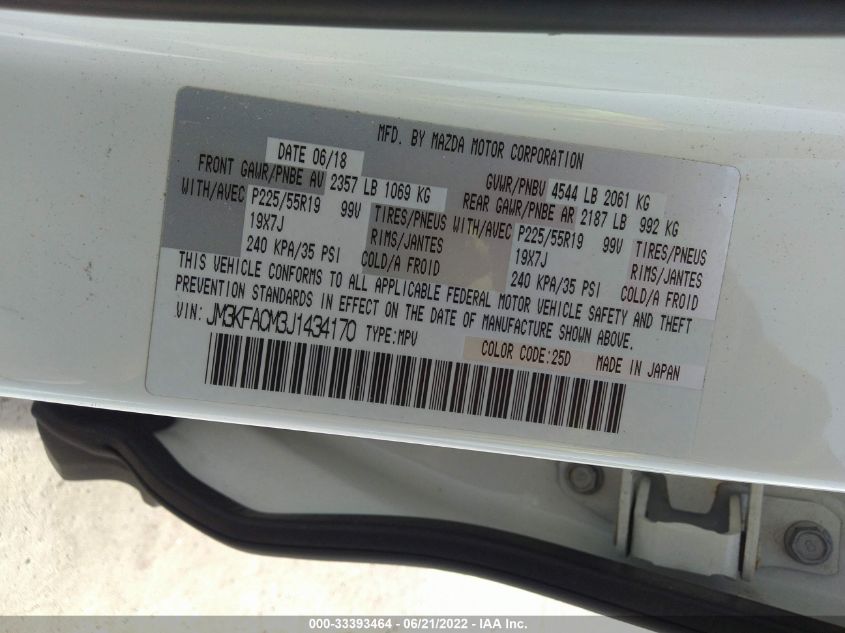 MFD. BY MAZDA MOTOR CORPORATION
DATE 06/18 GVWR/PNBV 4544 LB 2061 KG
FRONT GAWR/PNBE AV 2357 LB 1069 KG REAR GAWR/PNBE AR 2187 LB 992 KG
WITH/AVEC P225/55R19 99V TIRES/PNEUS WITH/AVEC P225/55R19 99V TIRES/PNEUS
19X7J RIMS/JANTES 19X7J RIMS/JANTES
240 KPA/35 PSI COLD/A FROID 240 KPA/35 PSI COLD/A FROID
THIS VEHICLE CONFORMS TO ALL APPLICABLE FEDERAL MOTOR VEHICLE SAFETY AND THEFT
PREVENTION STANDARDS IN EFFECT ON THE DATE OF MANUFACTURE SHOWN ABOVE.
VIN: JM3KFACM3J1434170 TYPE:MPV
COLOR CODE:25D MADE IN JAPAN
000-33393464 - 06/21/2022 - IAA Inc.